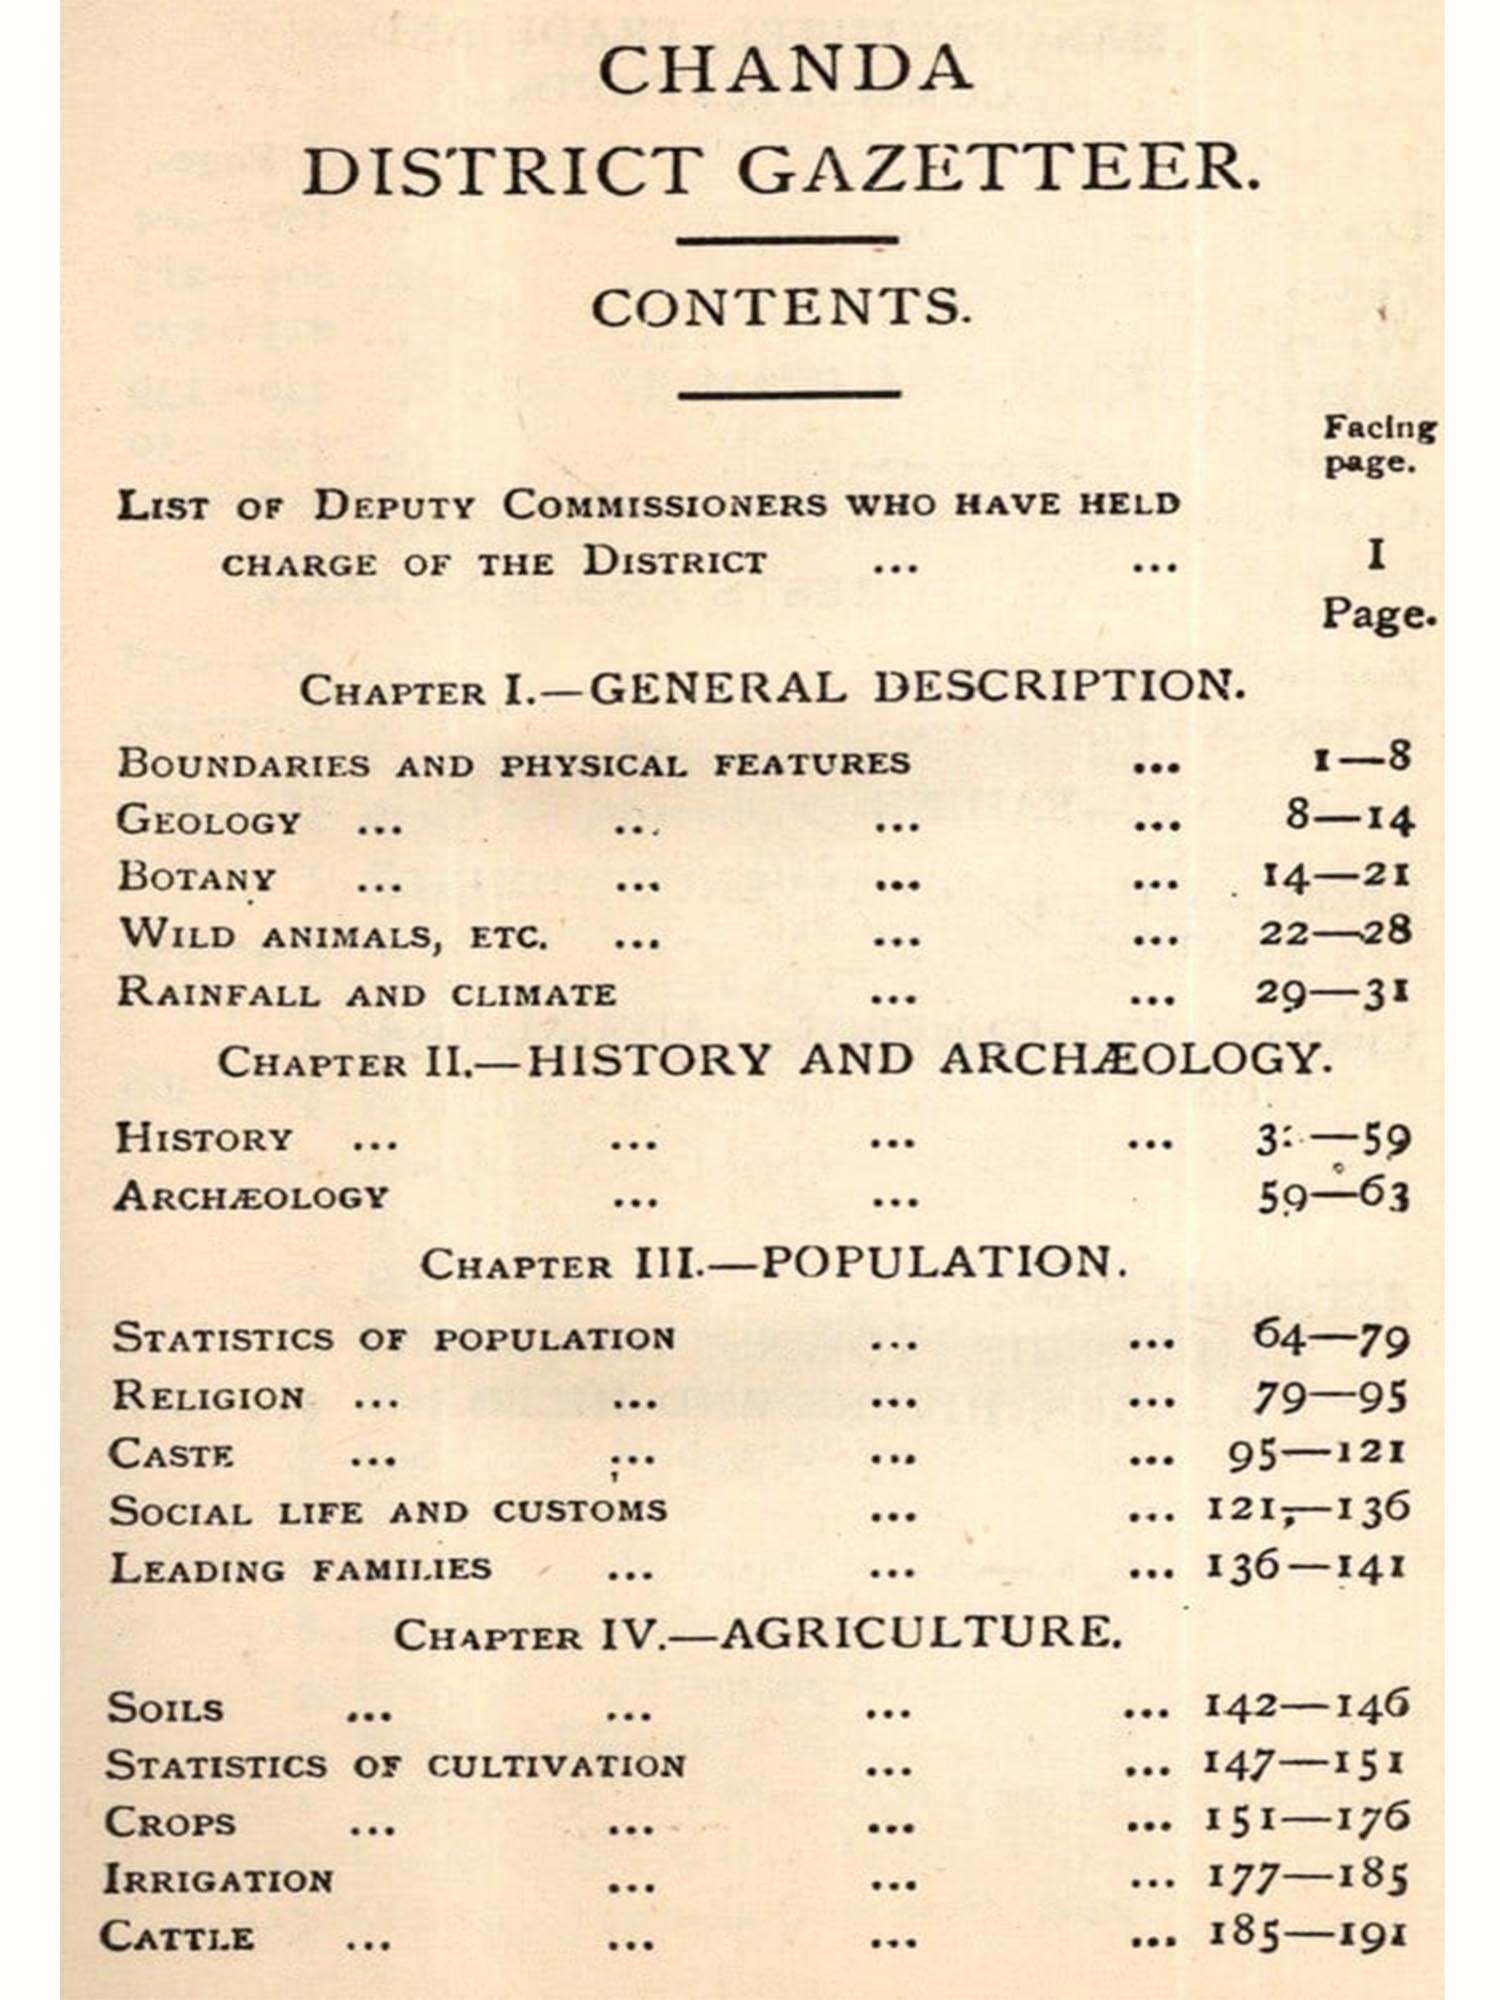 CHANDA
DISTRICT GAZETTEER.
CONTENTS.
Facing
page.
LIST OF DEPUTY COMMISSIONERS WHO HAVE HELD
CHARGE OF THE DISTRICT ... ... 1
Page.
CHAPTER I.—GENERAL DESCRIPTION.
BOUNDARIES AND PHYSICAL FEATURES ... 1—8
GEOLOGY ... ... ... ... 8—14
BOTANY ... ... ... ... 14—21
WILD ANIMALS, ETC. ... ... ... 22—28
RAINFALL AND CLIMATE ... ... 29—31
CHAPTER II.—HISTORY AND ARCHÆOLOGY.
HISTORY ... ... ... ... —59
ARCHÆOLOGY ... ... 59—63
CHAPTER III.—POPULATION.
STATISTICS OF POPULATION ... ... 64—79
RELIGION ... ... ... ... 79—95
CASTE ... ... ... ... 95—121
SOCIAL LIFE AND CUSTOMS ... ... 121—136
LEADING FAMILIES ... ... ... 136—141
CHAPTER IV.—AGRICULTURE.
SOILS ... ... ... ... 142—146
STATISTICS OF CULTIVATION ... ... 147—151
CROPS ... ... ... ... 151—176
IRRIGATION ... ... ... 177—185
CATTLE ... ... ... ... 185—191